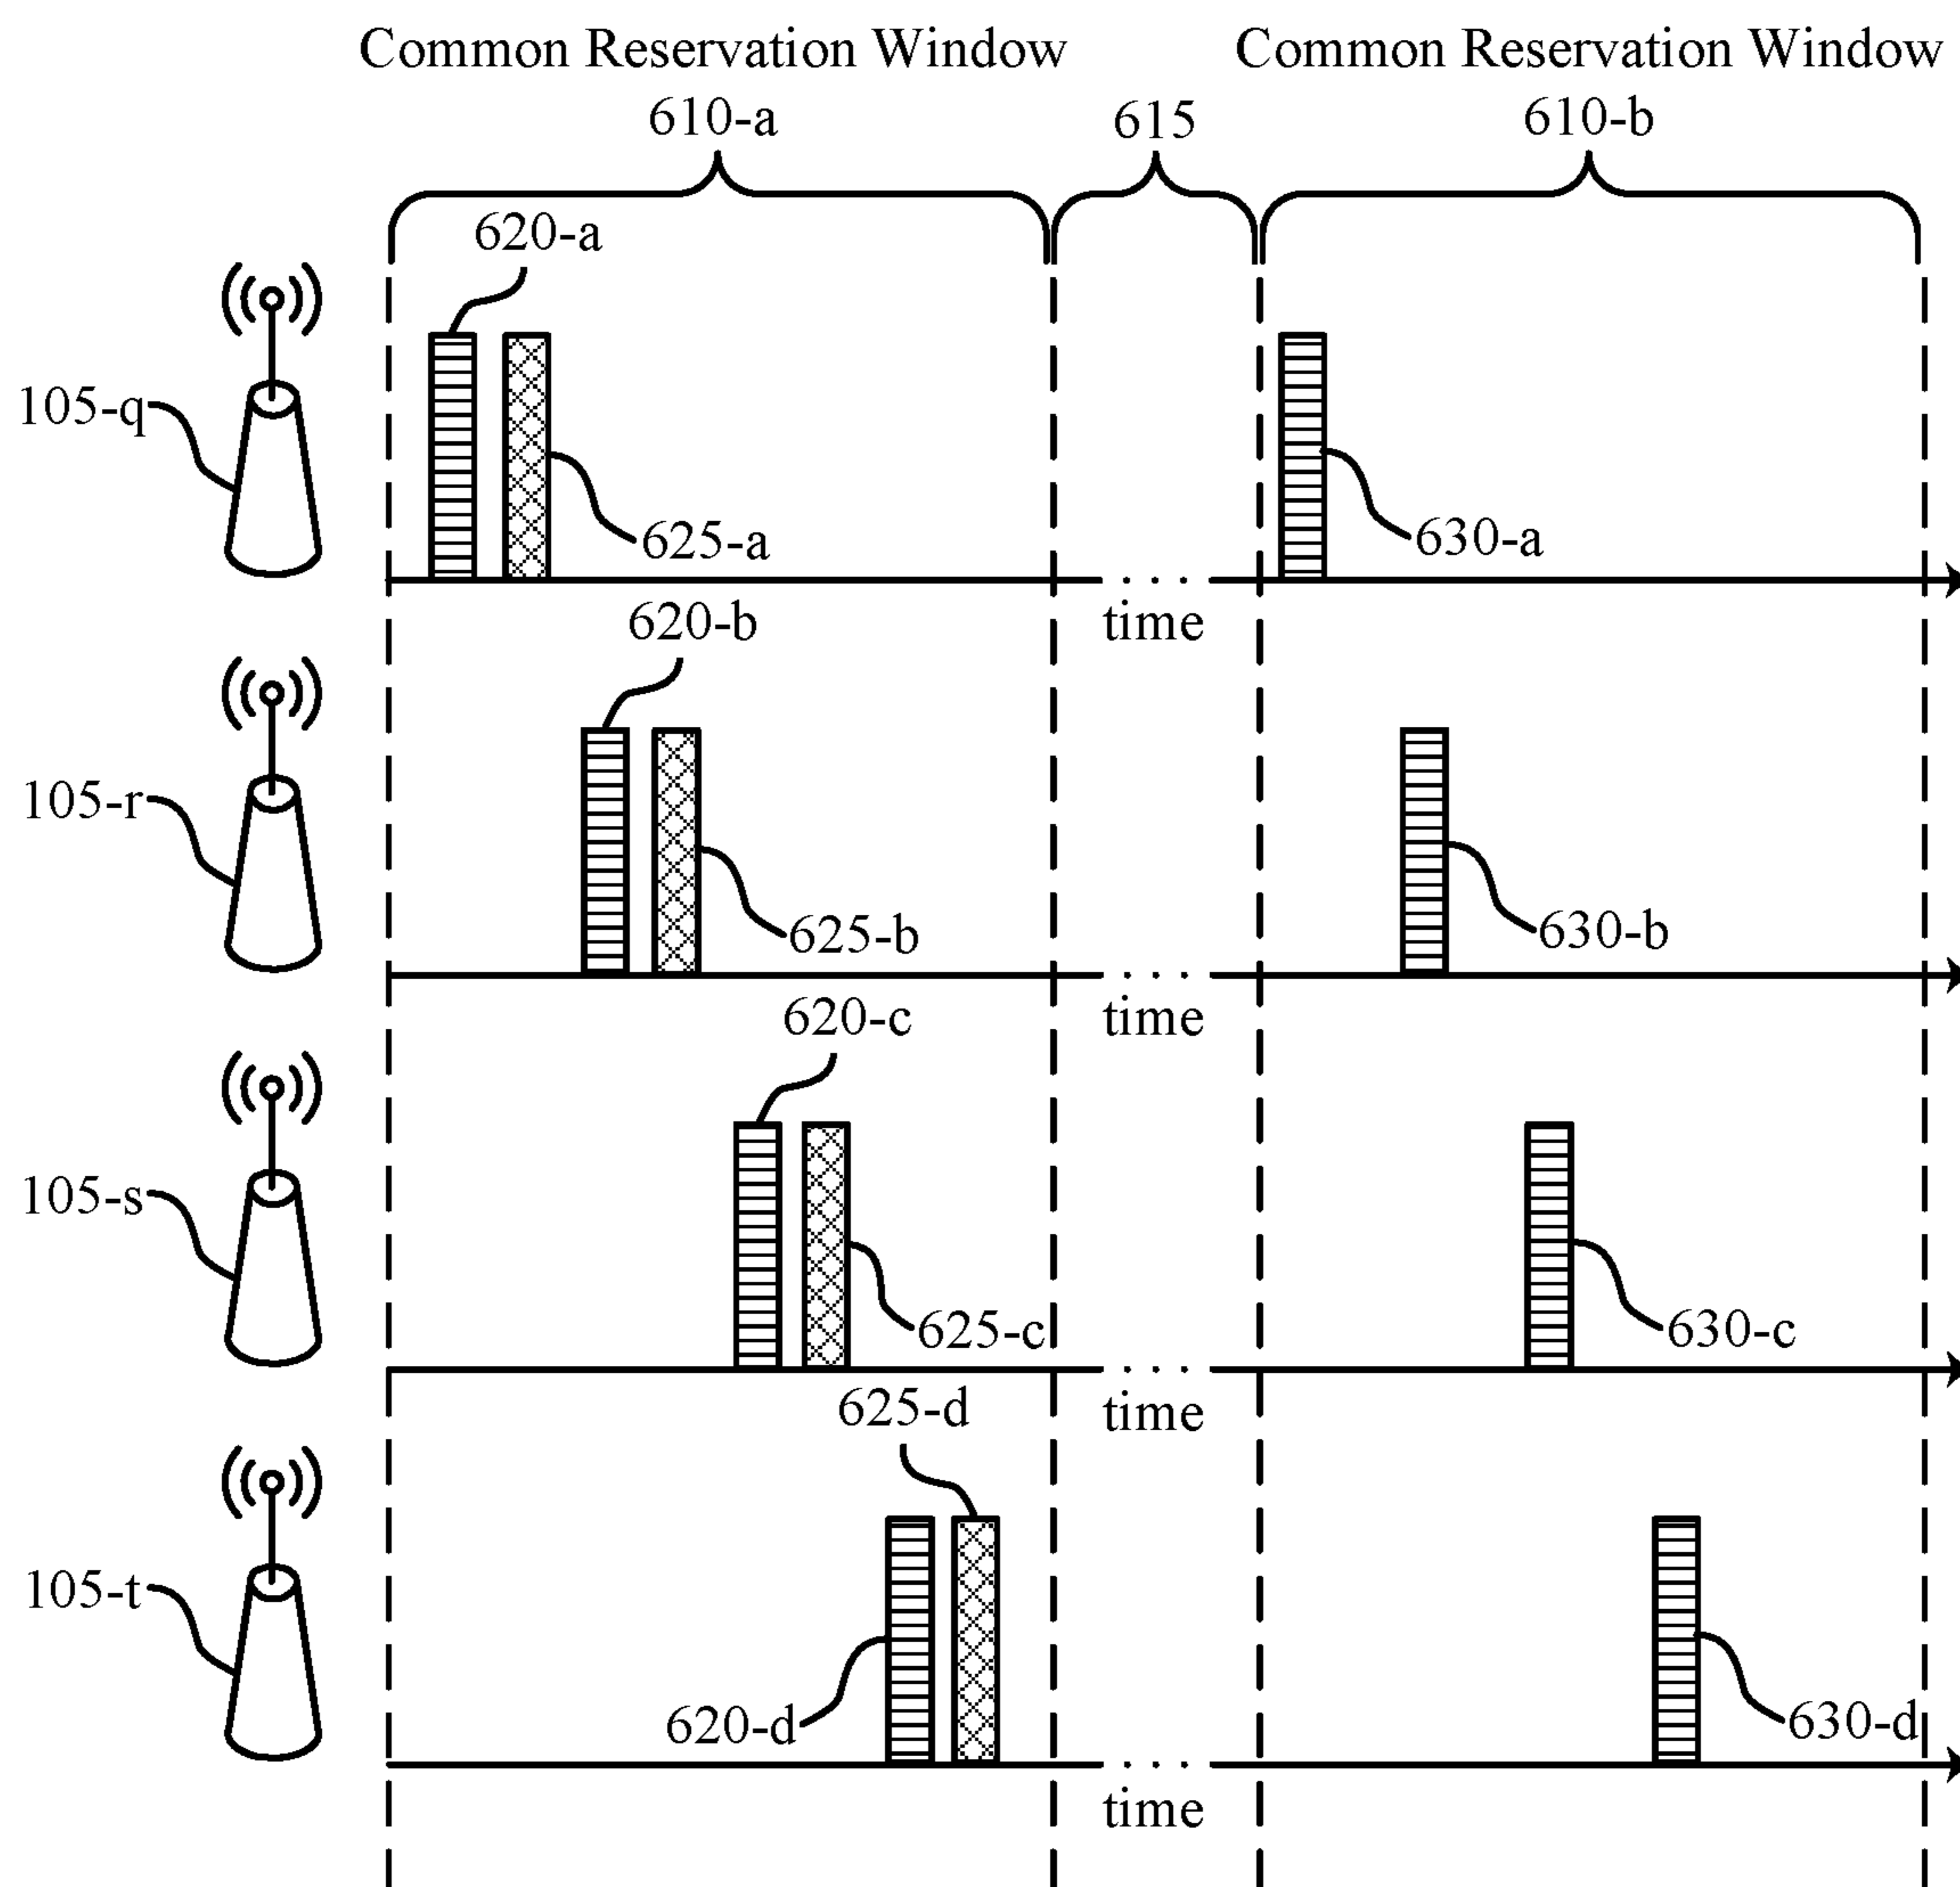 Common Reservation Window
Common Reservation Window
610-a
615
610-b
620-a
105-q
625-a
630-a
time
620-b
105-r
625-b
630-b
time
620-c
105-s
625-c
630-c
time
625-d
105-t
620-d
630-d
time